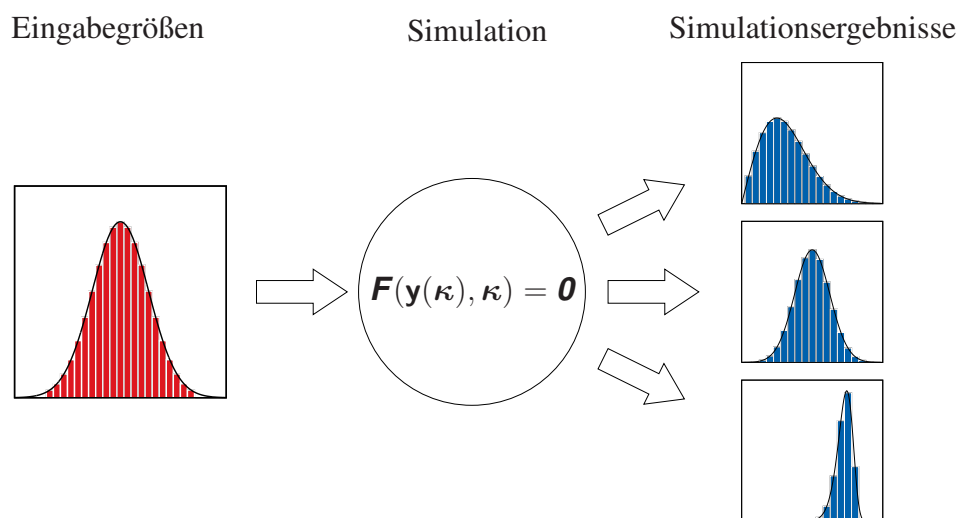 Eingabegrößen
Simulation
Simulationsergebnisse
F(y(κ), κ) = 0